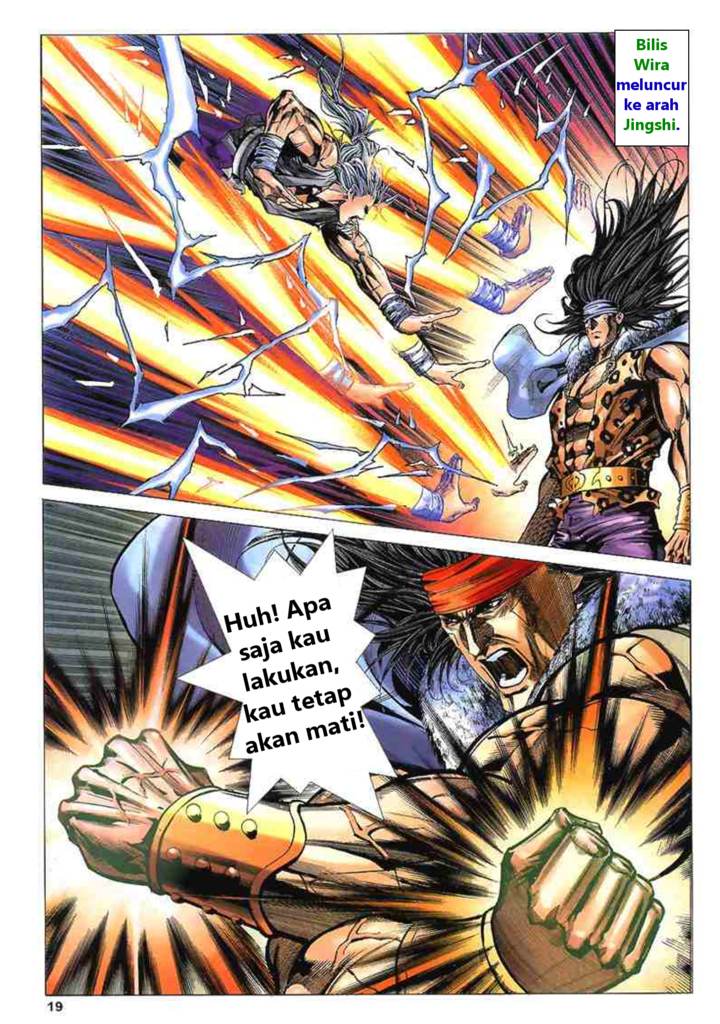 Bilis
Wira
meluncur
ke arah
Jingshi.
Huh! Apa
saja kau
lakukan,
kau tetap
akan mati!
19